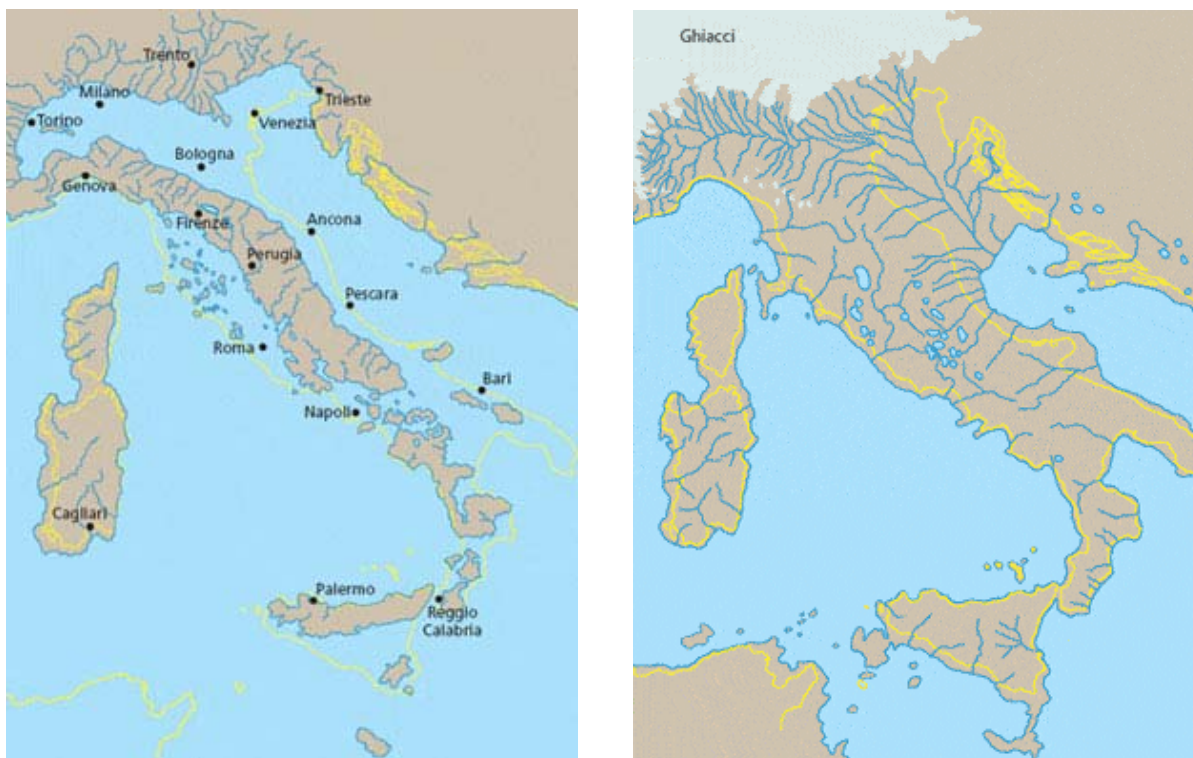 Trento
Milano
Torino
Trieste
Venezia
Bologna
Genova
Firenze
Ancona
Perugia
Pescara
Roma
Bari
Napoli
Cagliari
Palermo
Reggio
Calabria
Ghiacci